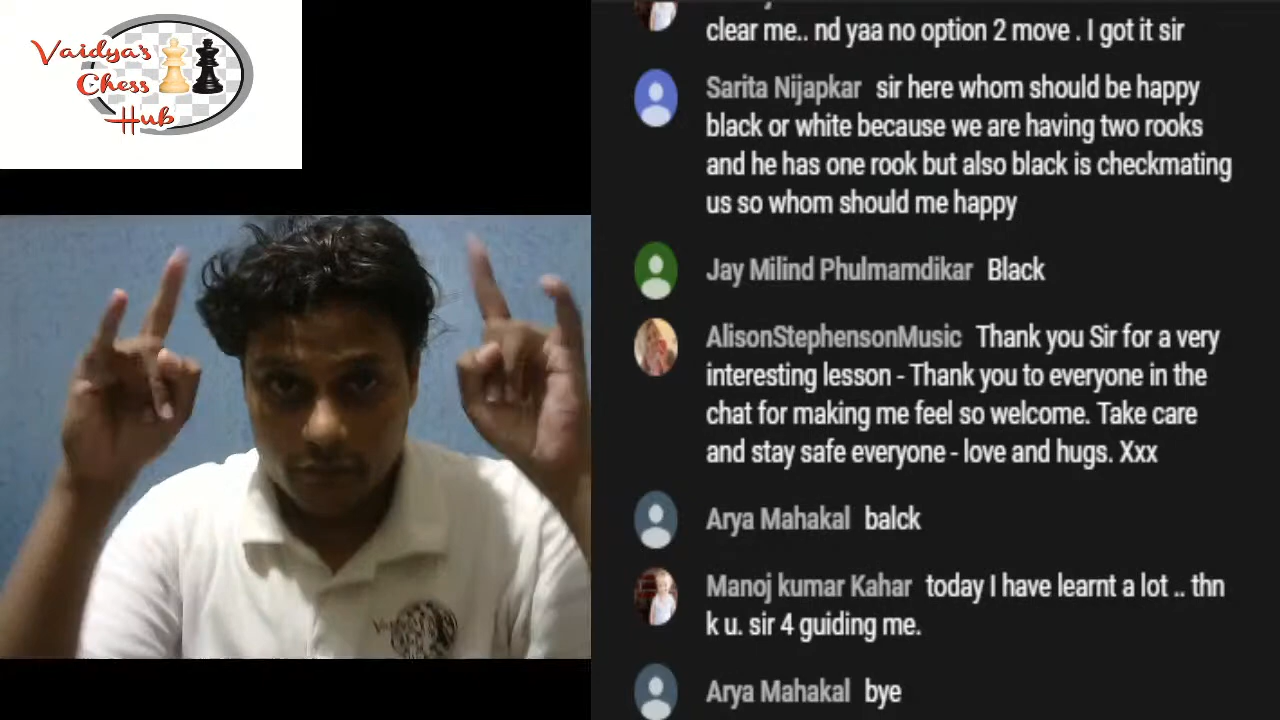 Vaidya's
Chess
Hub
clear me.. nd yaa no option 2 move . I got it sir
Sarita Nijapkar sir here whom should be happy
black or white because we are having two rooks
and he has one rook but also black is checkmating
us so whom should me happy
Jay Milind Phulmamdikar Black
AlisonStephensonMusic Thank you Sir for a very
interesting lesson - Thank you to everyone in the
chat for making me feel so welcome. Take care
and stay safe everyone - love and hugs. Xxx
Arya Mahakal balck
Manoj kumar Kahar today I have learnt a lot .. thn
k u. sir 4 guiding me.
Arya Mahakal bye